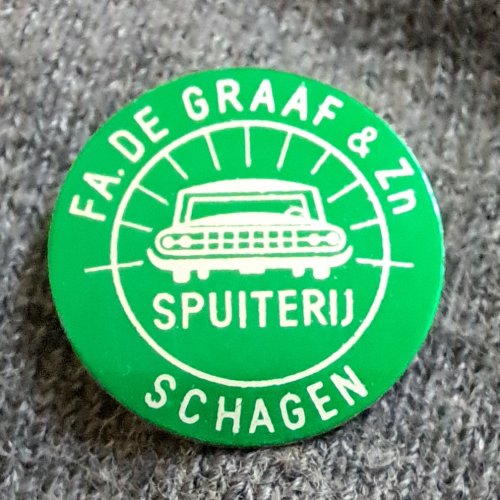 FA. DE GRAAF & Zn
SPUITERIJ
SCHAGEN